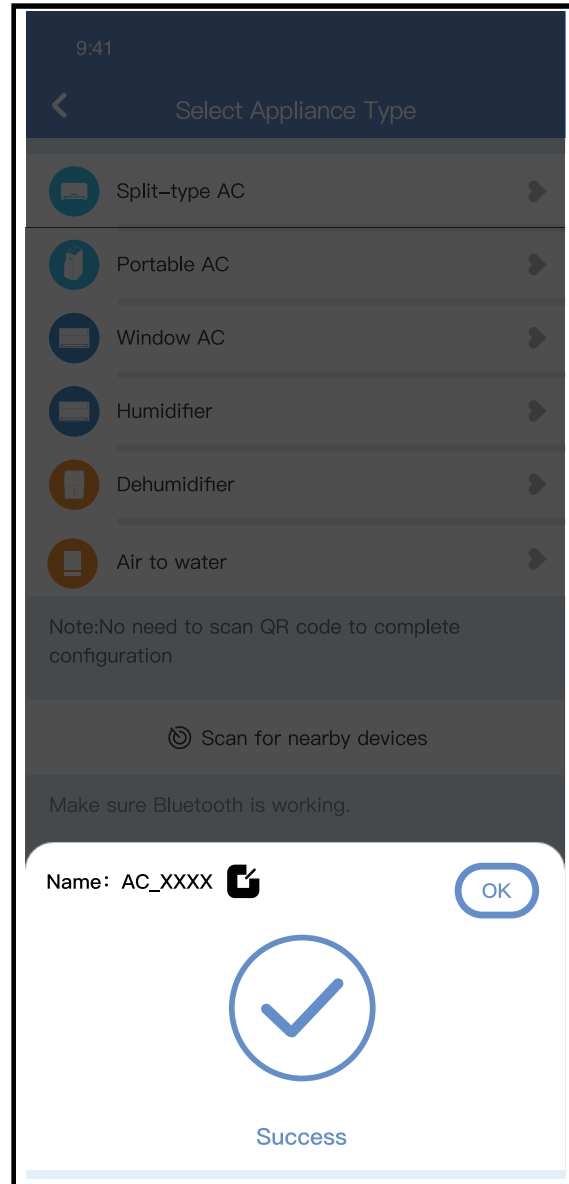 9:41
Select Appliance Type
Split–type AC
Portable AC
Window AC
Humidifier
Dehumidifier
Air to water
Note:No need to scan QR code to complete
configuration
Scan for nearby devices
Make sure Bluetooth is working.
Name: AC_XXXX
OK
Success